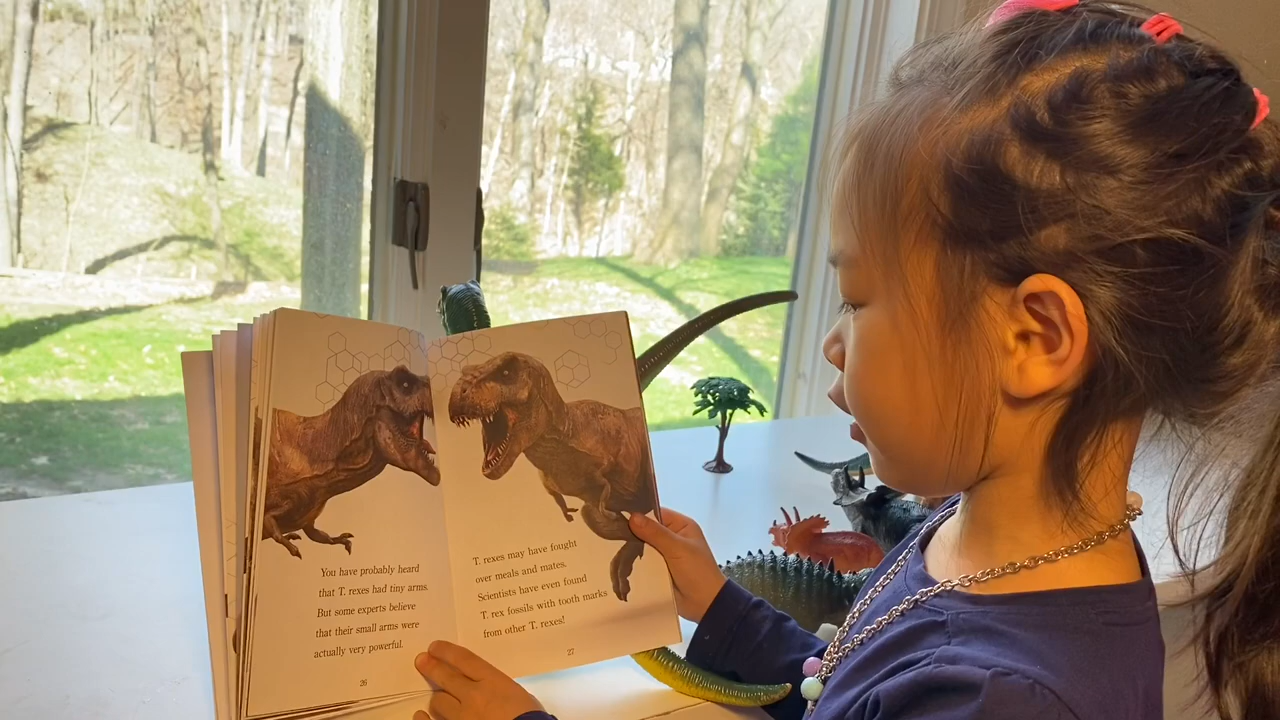 You have probably heard
that T. rexes had tiny arms.
But some experts believe
that their small arms were
actually very powerful.
26
T. rexes may have fought
over meals and mates.
Scientists have even found
T. rex fossils with tooth marks
from other T. rexes!
27